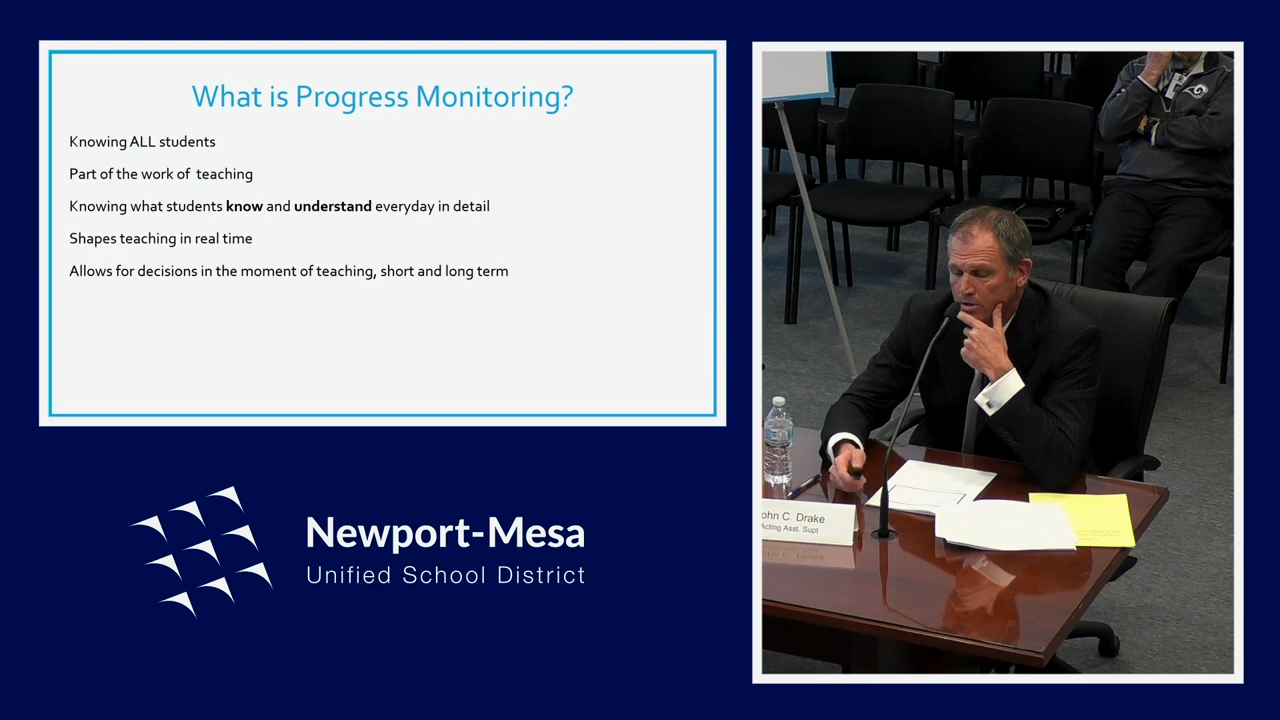 What is Progress Monitoring?
Knowing ALL students
Part of the work of  teaching
Knowing what students know and understand everyday in detail
Shapes teaching in real time
Allows for decisions in the moment of teaching, short and long term
Newport-Mesa
Unified School District
ohn C. Drake
Acting Asst. Supt